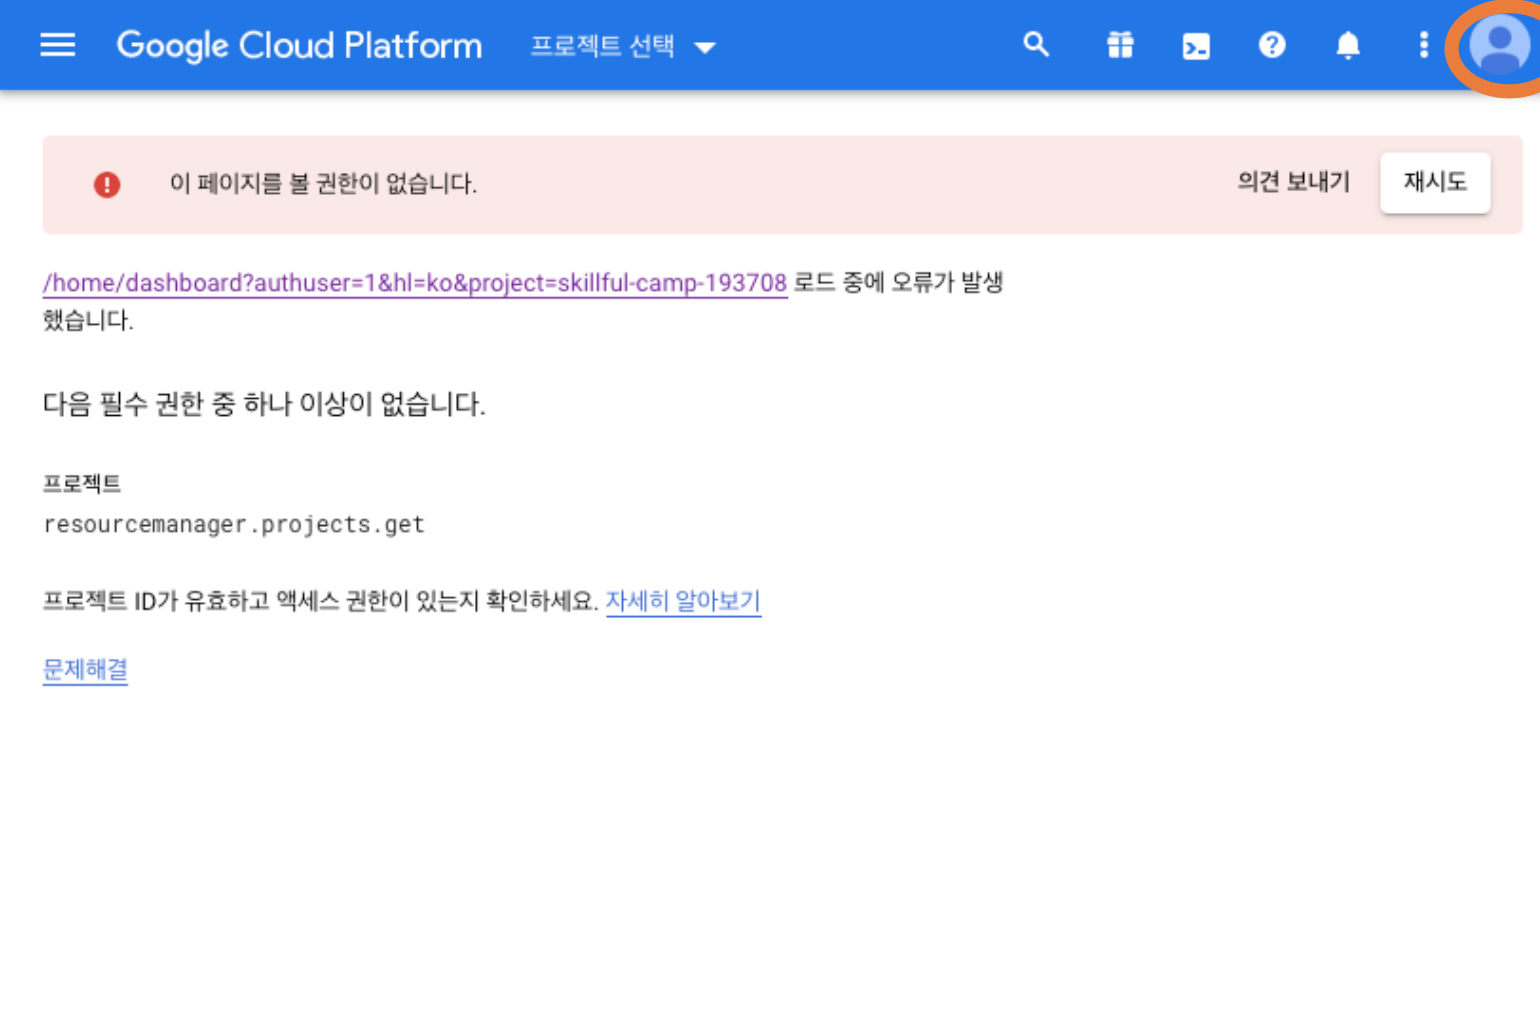 Google Cloud Platform 프로젝트 선택
이 페이지를 볼 권한이 없습니다. 의견 보내기 재시도
/home/dashboard?authuser=1&hl=ko&project=skillful-camp-193708 로드 중에 오류가 발생
했습니다.
다음 필수 권한 중 하나 이상이 없습니다.
프로젝트
resourcemanager.projects.get
프로젝트 ID가 유효하고 액세스 권한이 있는지 확인하세요. 자세히 알아보기
문제해결